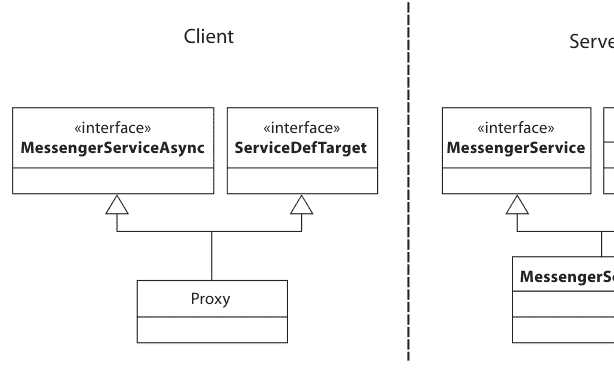 Client
«interface»
MessengerServiceAsync
«interface»
ServiceDefTarget
Proxy
«interface»
MessengerService